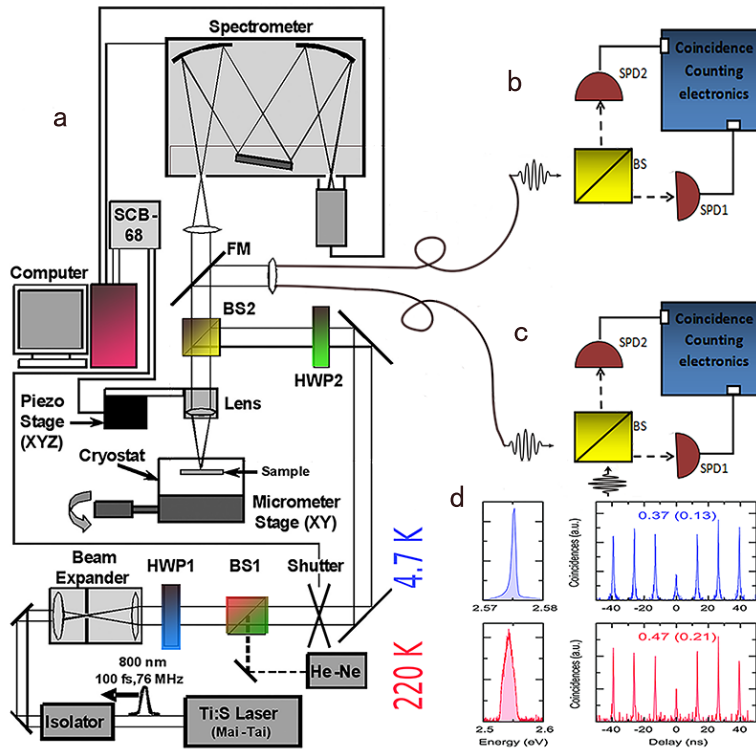 a
Spectrometer
SCB-
68
Computer
FM
BS2
HWP2
Lens
Piezo
Stage
(XYZ)
Cryostat
Sample
Micrometer
Stage (XY)
Beam
Expander
HWP1
BS1
Shutter
He-Ne
800 nm
100 fs,76 MHz
Isolator
Ti:S Laser
(Mai-Tai)
b
SPD2
Coincidence
Counting
electronics
BS
SPD1
c
SPD2
Coincidence
Counting
electronics
BS
SPD1
d
4.7 K
2.57
2.58
Coincidences (a.u.)
0.37 (0.13)
-40
-20
0
20
40
220 K
2.5
2.55
2.6
Energy (eV)
Coincidences (a.u.)
0.47 (0.21)
-40
-20
0
20
40
Delay (ns)